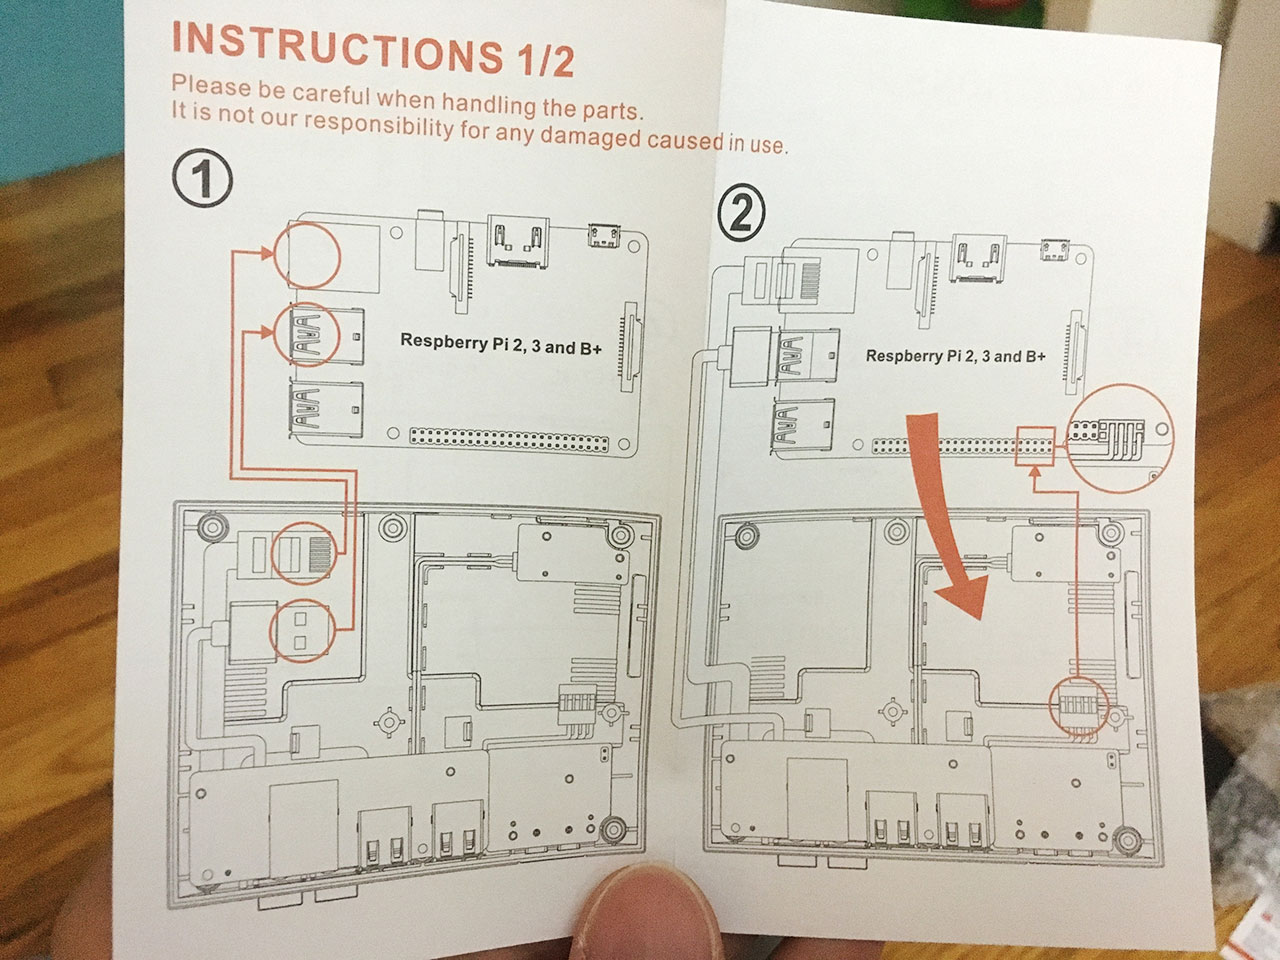 INSTRUCTIONS 1/2
Please be careful when handling the parts.
It is not our responsibility for any damaged caused in use.
1
Respberry Pi 2, 3 and B+
2
Respberry Pi 2, 3 and B+